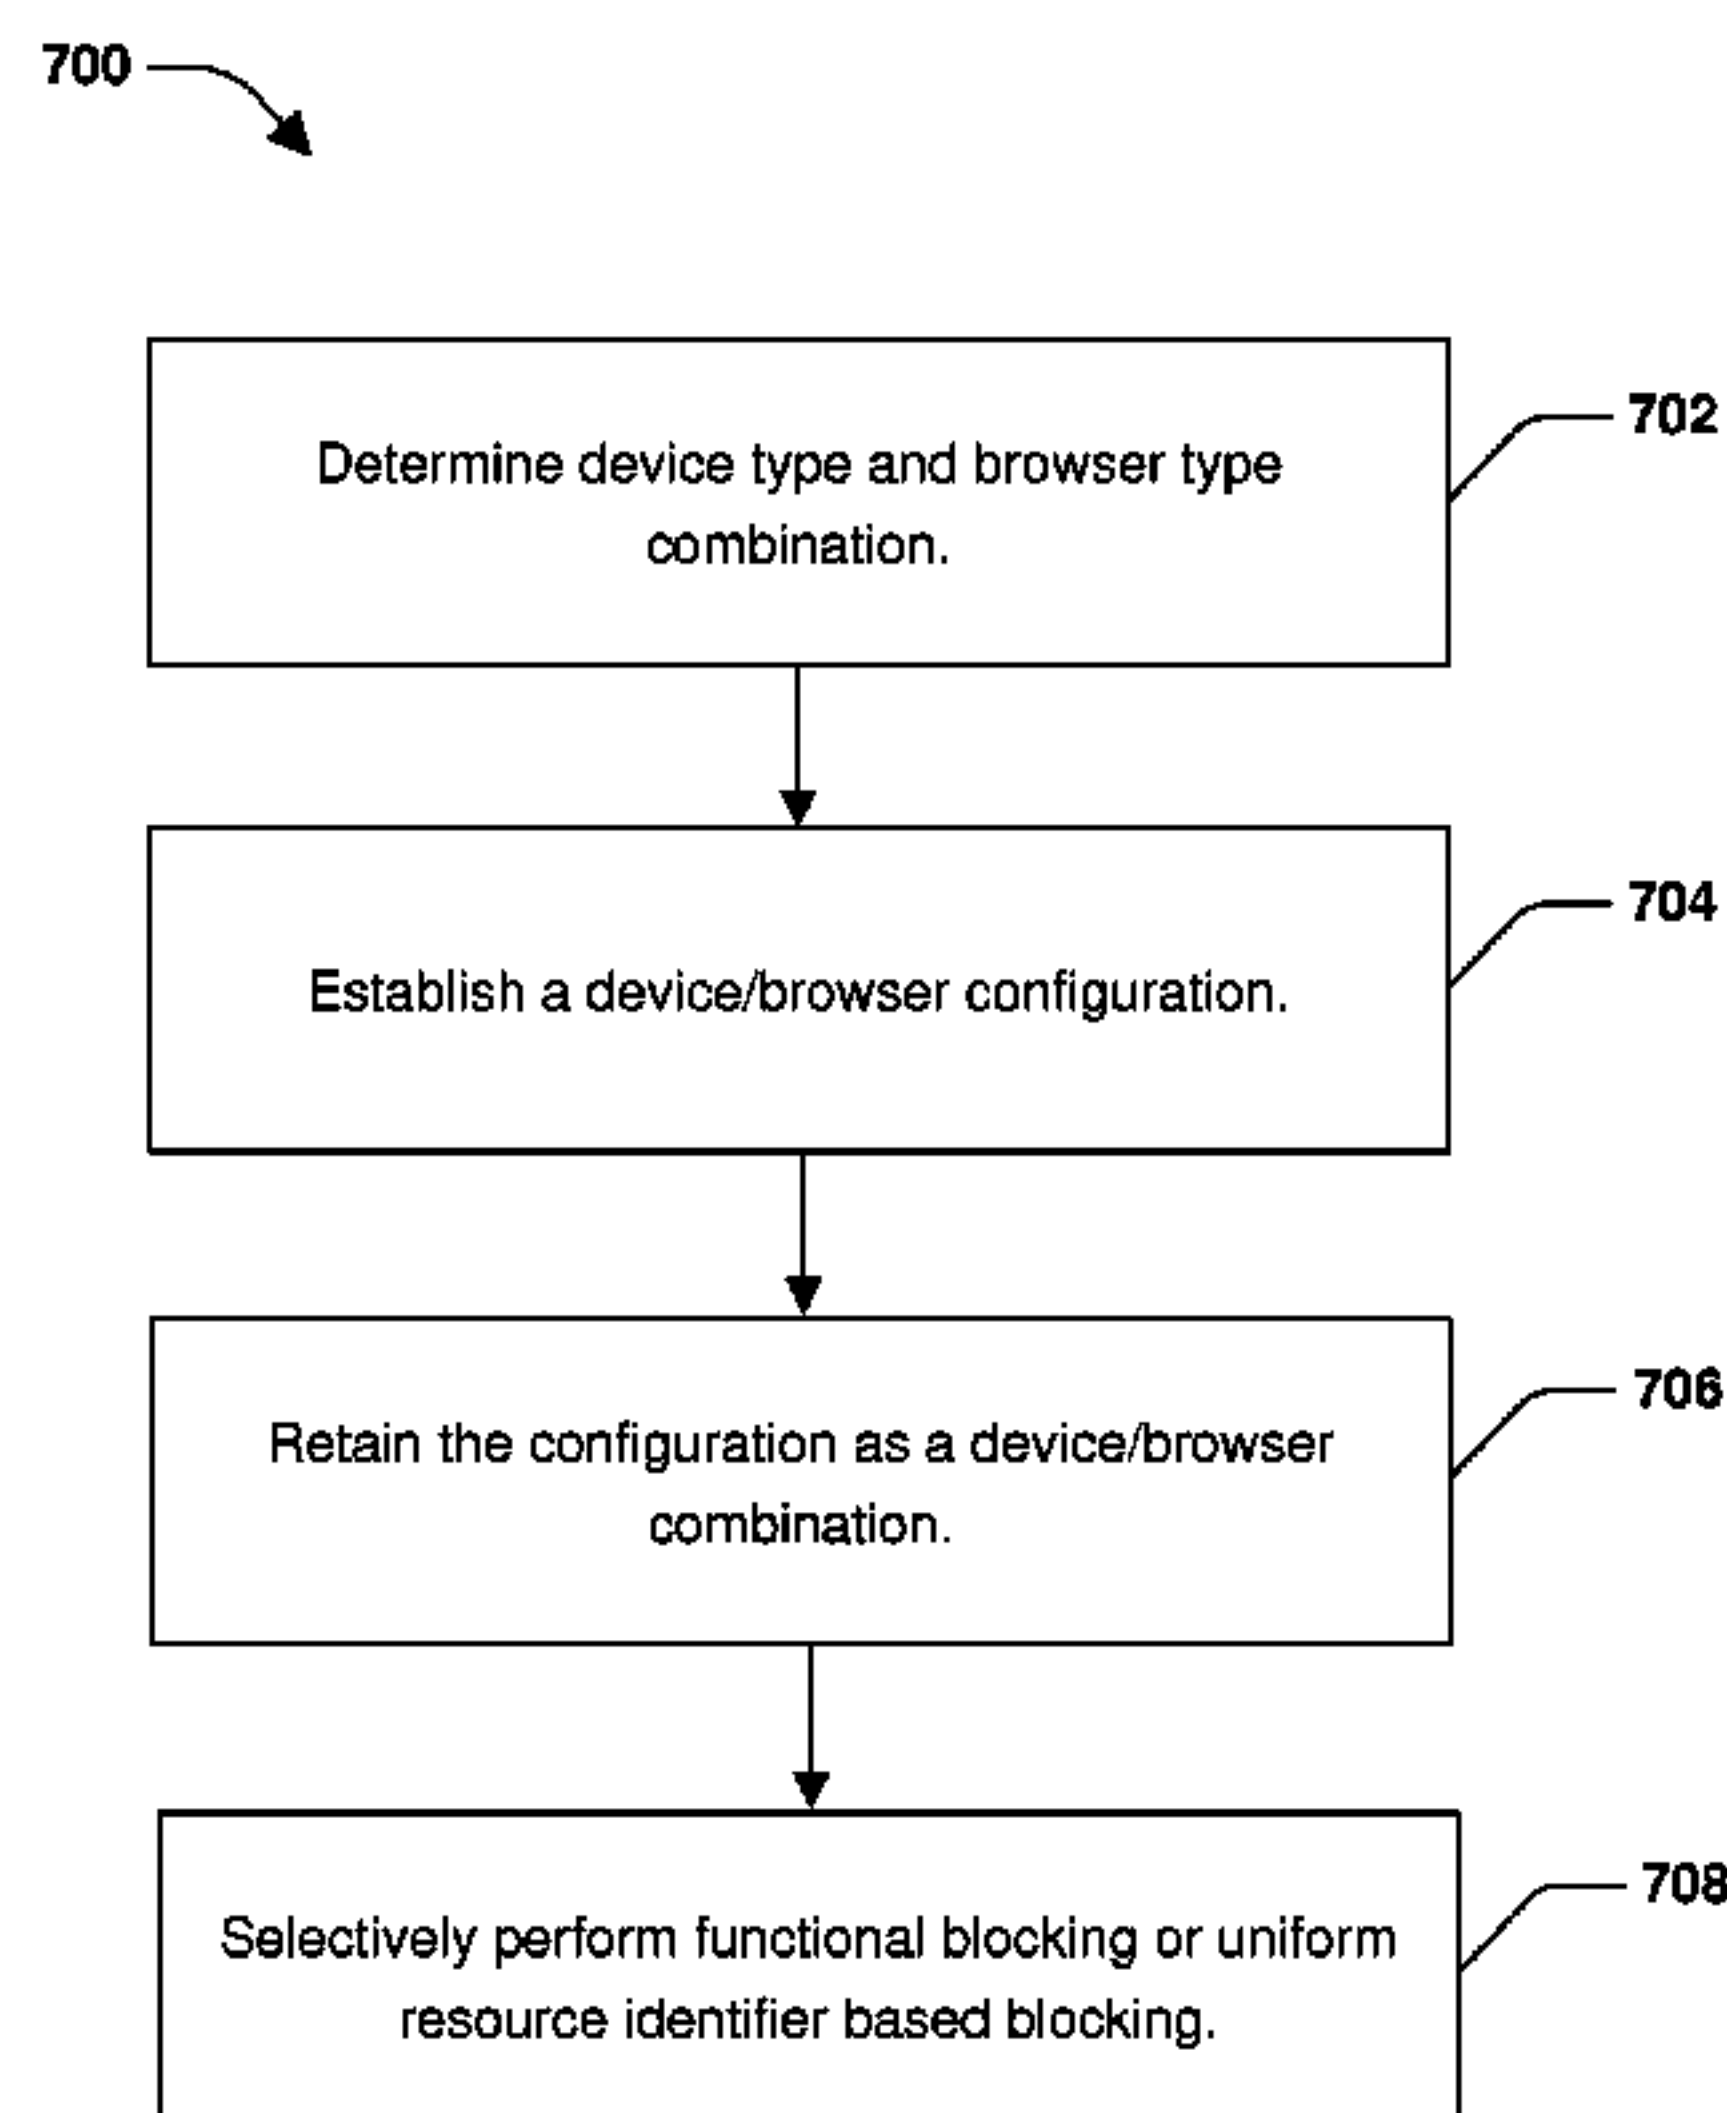 700
702
Determine device type and browser type
combination.
704
Establish a device/browser configuration.
706
Retain the configuration as a device/browser
combination.
708
Selectively perform functional blocking or uniform
resource identifier based blocking.